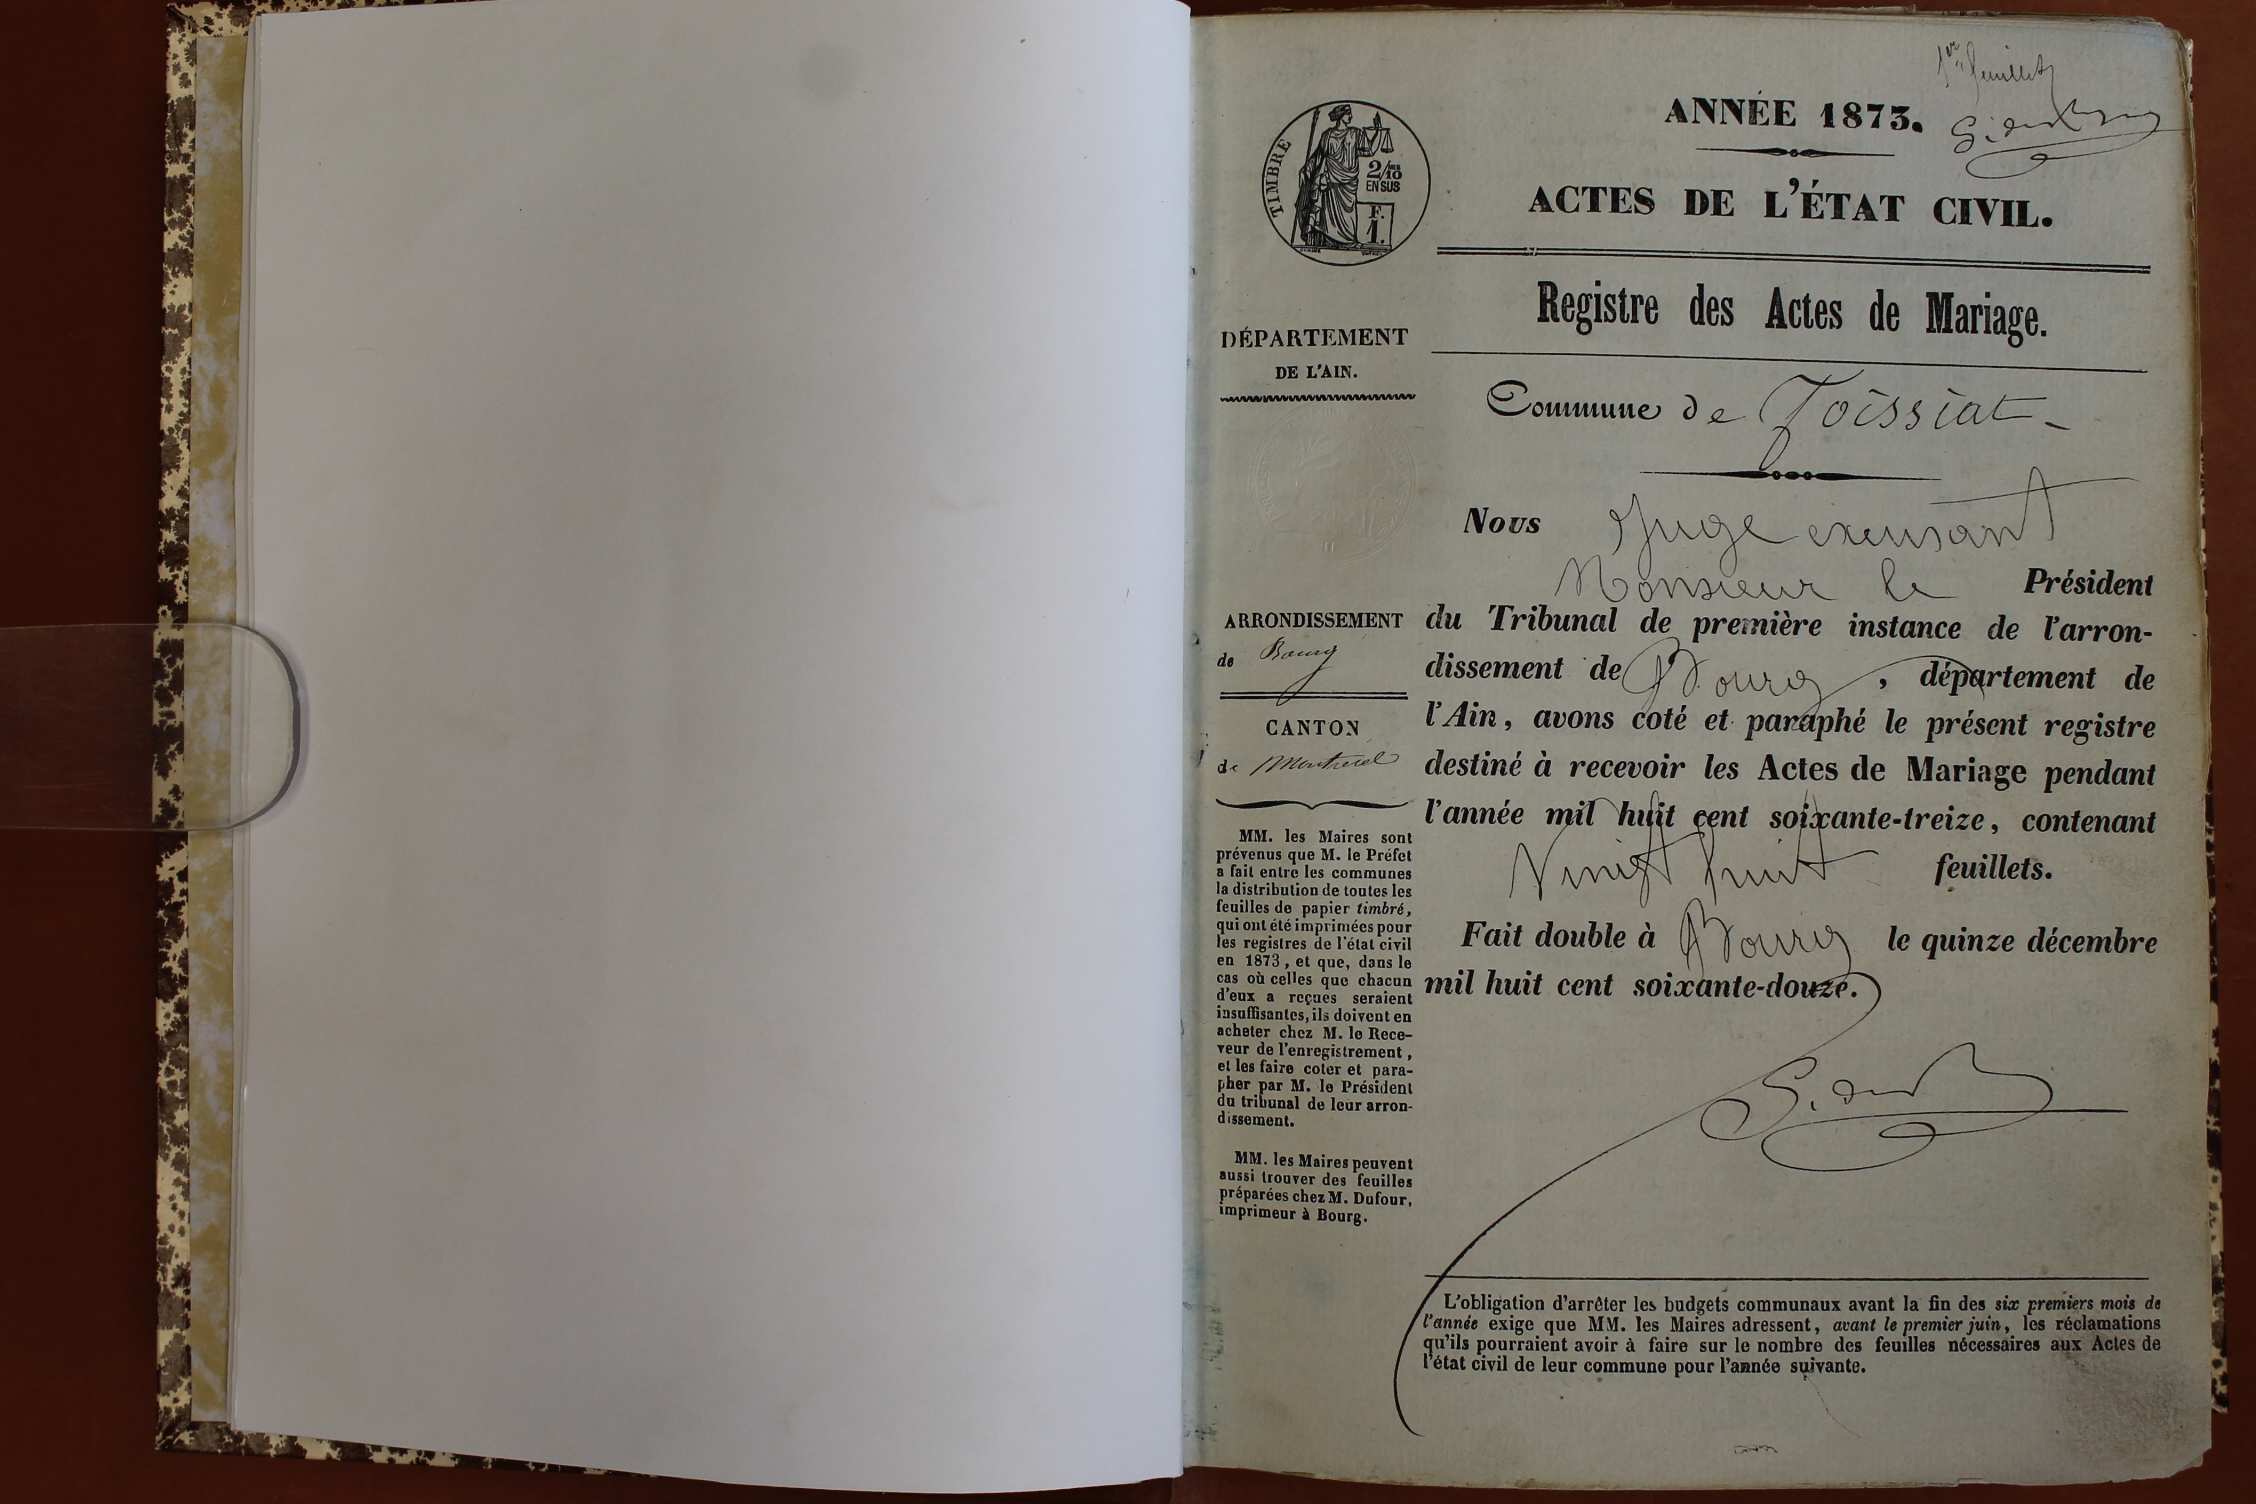 1er feuillet
ANNÉE 1873.
ACTES DE L'ÉTAT CIVIL.
TIMBRE
2/10
EN SUS
F.
1.
Registre des Actes de Mariage.
DÉPARTEMENT
DE L'AIN.
Commune de Foissiat
Nous Juge excusant
Monsieur le Président
du Tribunal de première instance de l'arron-
dissement de Bourg, département de
l'Ain, avons coté et paraphé le présent registre
destiné à recevoir les Actes de Mariage pendant
l'année mil huit cent soixante-treize, contenant
Vingt huit feuillets.
Fait double à Bourg le quinze décembre
mil huit cent soixante-douze.
ARRONDISSEMENT
de Bourg
CANTON
de Montrevel
MM. les Maires sont
prévenus que M. le Préfet
a fait entre les communes
la distribution de toutes les
feuilles de papier timbré,
qui ont été imprimées pour
les registres de l'état civil
en 1873, et que, dans le
cas où celles que chacun
d'eux a reçues seraient
insuffisantes, ils doivent en
acheter chez M. le Rece-
veur de l'enregistrement,
et les faire coter et para-
pher par M. le Président
du tribunal de leur arron-
dissement.
MM. les Maires peuvent
aussi trouver des feuilles
préparées chez M. Dufour,
imprimeur à Bourg.
L'obligation d'arrêter les budgets communaux avant la fin des six premiers mois de
l'année exige que MM. les Maires adressent, avant le premier juin, les réclamations
qu'ils pourraient avoir à faire sur le nombre des feuilles nécessaires aux Actes de
l'état civil de leur commune pour l'année suivante.